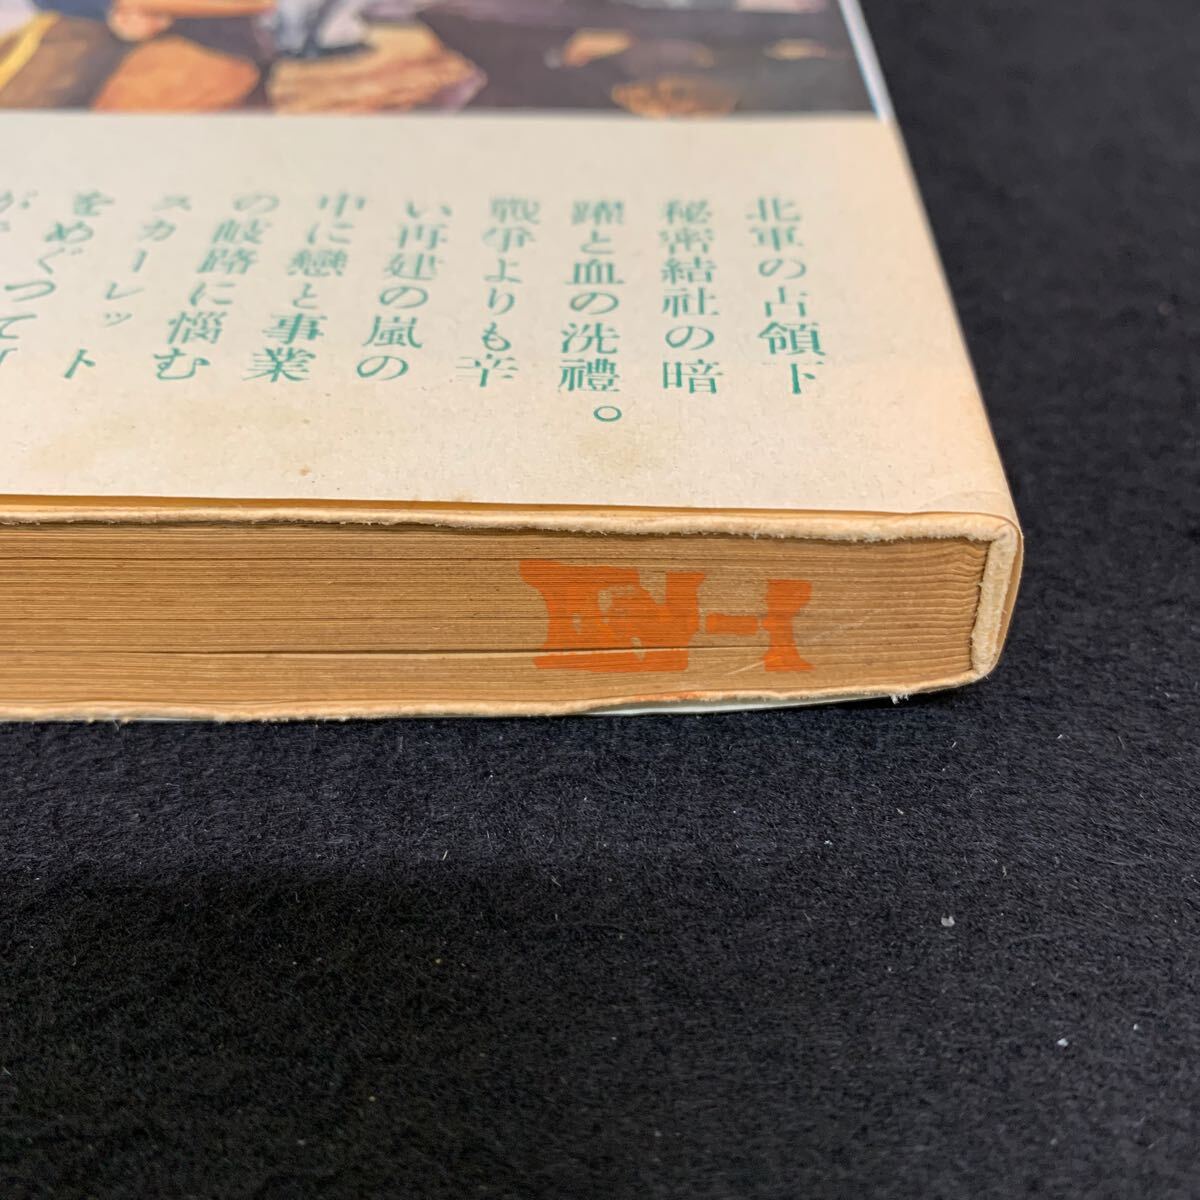 北軍の占領下
秘密結社の暗
躍と血の洗禮。
戰爭よりも辛
い再建の嵐の
中に戀と事業
の岐路に惱む
スカーレット
をめぐって